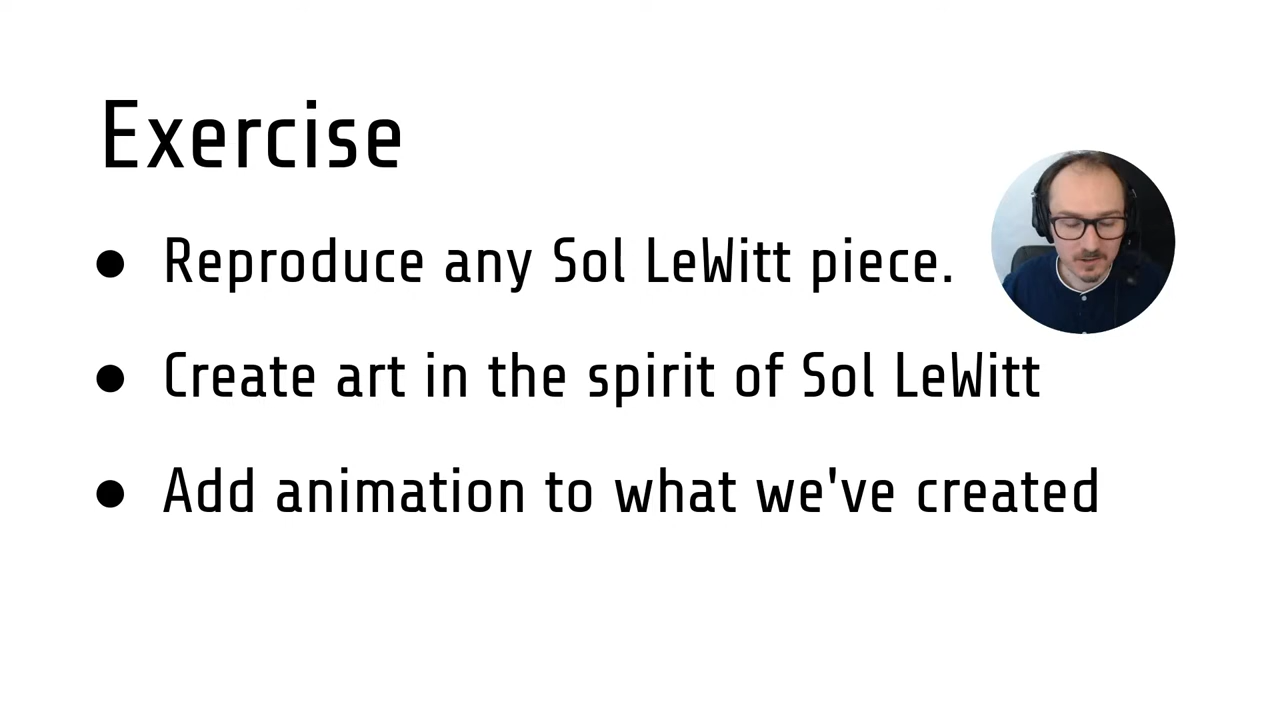 Exercise
● Reproduce any Sol LeWitt piece.
● Create art in the spirit of Sol LeWitt
● Add animation to what we've created